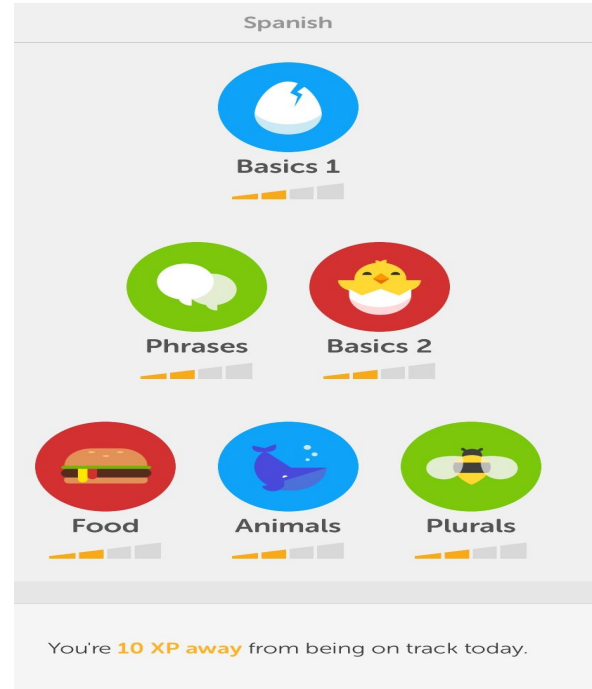 Spanish
Basics 1
Phrases Basics 2
Food Animals Plurals
You're 10 XP away from being on track today.